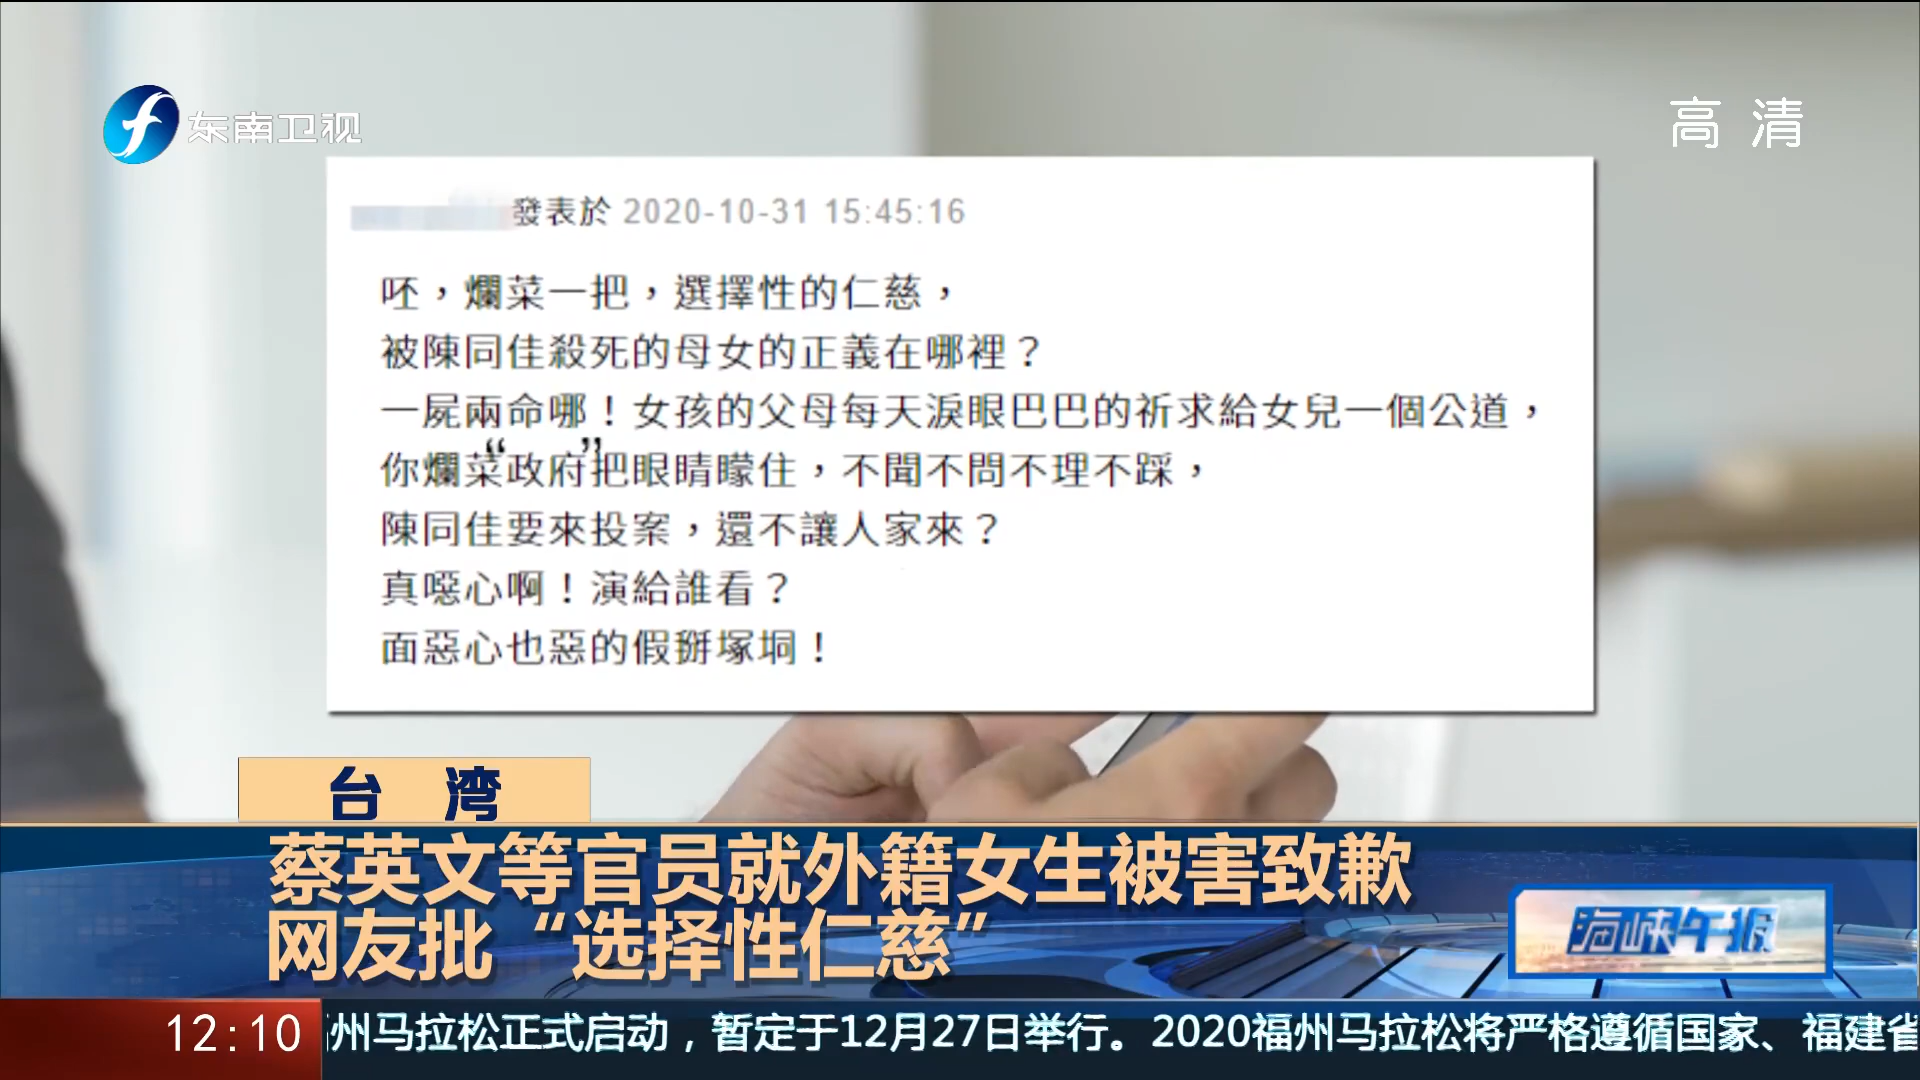 东南卫视
高清
發表於 2020-10-31 15:45:16
呸，爛菜一把，選擇性的仁慈，
被陳同佳殺死的母女的正義在哪裡？
一屍兩命哪！女孩的父母每天淚眼巴巴的祈求給女兒一個公道，
你爛菜“政府”把眼睛矇住，不聞不問不理不踩，
陳同佳要來投案，還不讓人家來？
真噁心啊！演給誰看？
面惡心也惡的假掰塚垌！
台 湾
蔡英文等官员就外籍女生被害致歉
网友批“选择性仁慈”
海峡午报
12:10
州马拉松正式启动，暂定于12月27日举行。2020福州马拉松将严格遵循国家、福建省